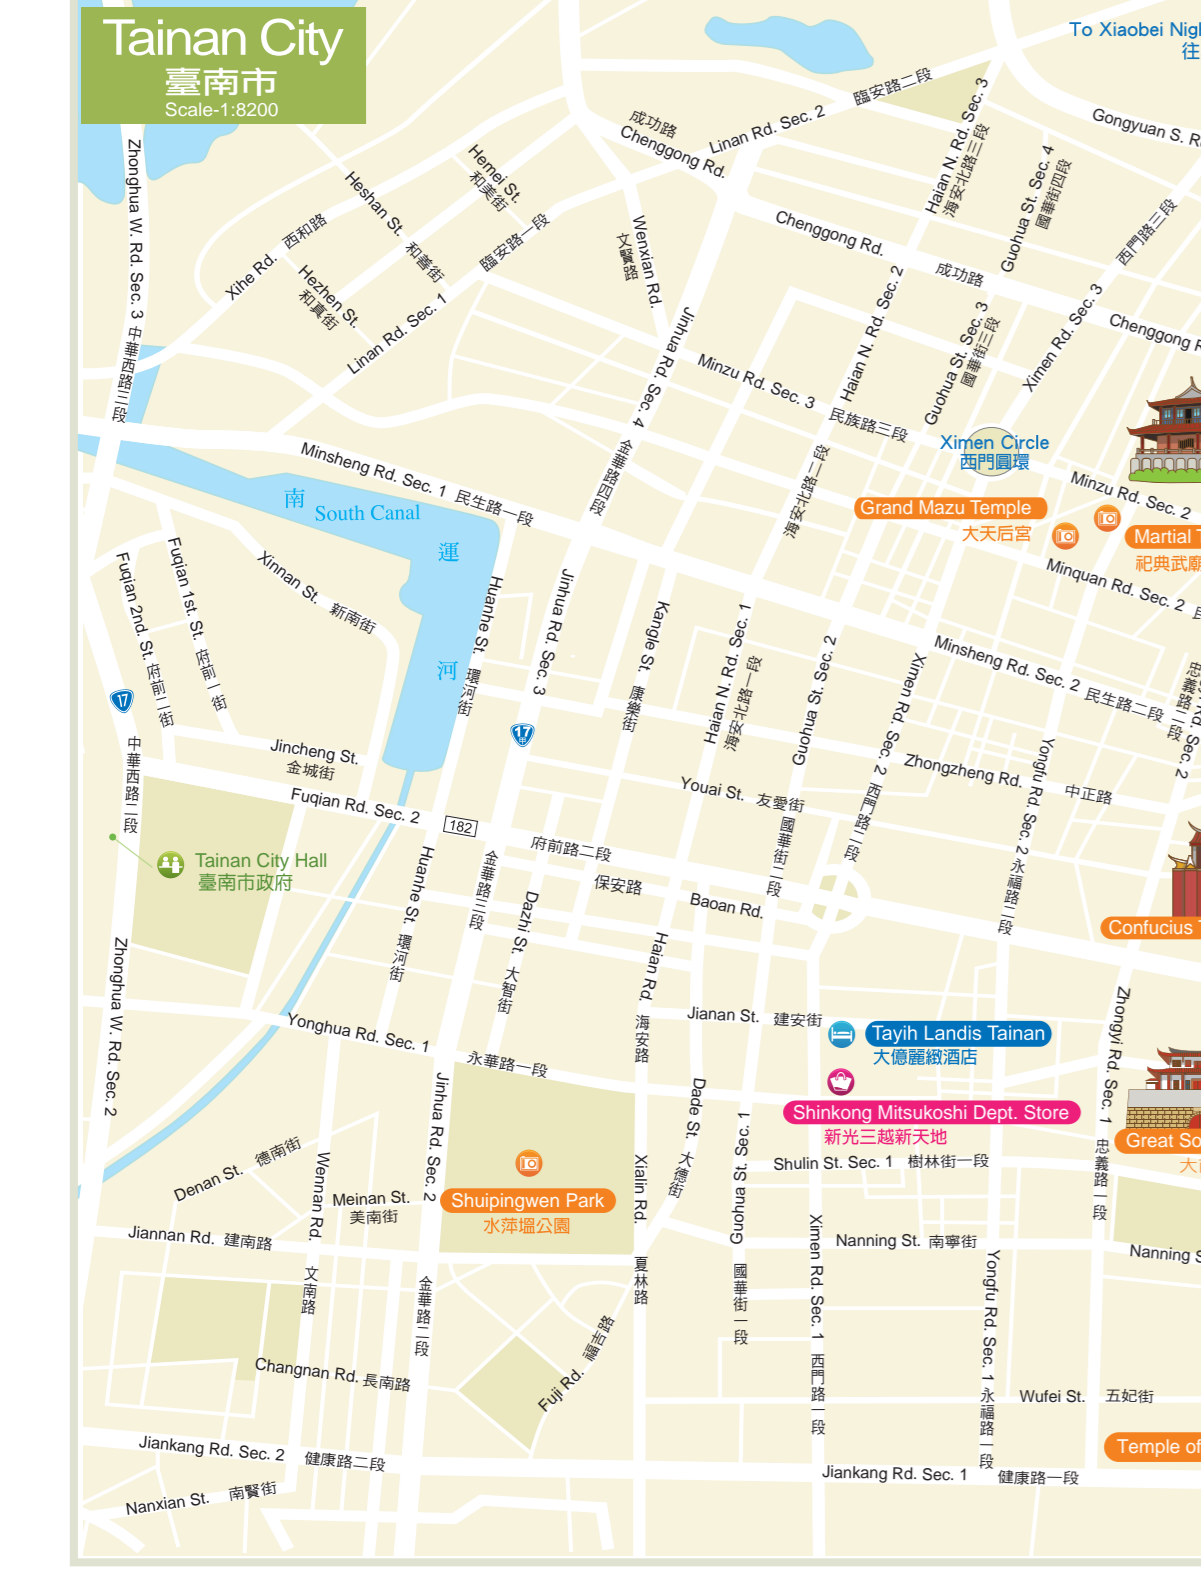 Tainan City
臺南市
Scale-1:8200
To Xiaobei Nigh
往
Zhonghua W. Rd. Sec. 3 中華西路三段
Xihe Rd. 西和路
Heshan St. 和善街
Hemei St.
和美街
Hezhen St.
和真街
Linan Rd. Sec. 1
臨安路一段
成功路
Chenggong Rd.
Linan Rd. Sec. 2 臨安路二段
Haian N. Rd. Sec. 3
海安北路三段
Gongyuan S. R
Guohua St. Sec. 4
國華街四段
西門路三段
Wenxian Rd.
文賢路
Chenggong Rd.
成功路
Chenggong R
Jinhua Rd. Sec. 4 金華路四段
Minzu Rd. Sec. 3 民族路三段
Haian N. Rd. Sec. 2
海安北路二段
Guohua St. Sec. 3
國華街三段
Ximen Rd. Sec. 3
Ximen Circle
西門圓環
Minzu Rd. Sec. 2
Grand Mazu Temple
大天后宮
Martial T
祀典武廟
Minquan Rd. Sec. 2
Minsheng Rd. Sec. 1 民生路一段
南
South Canal
運
河
Fuqian 2nd. St. 府前二街
Fuqian 1st. St. 府前一街
Xinnan St. 新南街
Huanhe St. 環河街
Jinhua Rd. Sec. 3
Kangle St. 康樂街
Haian N. Rd. Sec. 1
海安北路一段
Guohua St. Sec. 2
國華街二段
Ximen Rd. Sec. 2 西門路二段
Minsheng Rd. Sec. 2 民生路二段
忠義路二段
Rd. Sec. 2
17
17甲
中華西路二段
Jincheng St.
金城街
Fuqian Rd. Sec. 2
182
府前路二段
Youai St. 友愛街
Zhongzheng Rd. 中正路
Yongfu Rd. Sec. 2 永福路二段
Tainan City Hall
臺南市政府
Huanhe St. 環河街
金華路三段
Dazhi St. 大智街
保安路
Baoan Rd.
Confucius T
Zhonghua W. Rd. Sec. 2
Haian Rd. 海安路
Jianan St. 建安街
Tayih Landis Tainan
大億麗緻酒店
Zhongyi Rd. Sec. 1 忠義路一段
Yonghua Rd. Sec. 1 永華路一段
Shinkong Mitsukoshi Dept. Store
新光三越新天地
Great So
大
Jinhua Rd. Sec. 2 金華路二段
Dade St. 大德街
Guohua St. Sec. 1 國華街一段
Shulin St. Sec. 1 樹林街一段
Denan St. 德南街
Wennan Rd. 文南路
Meinan St.
美南街
Shuipingwen Park
水萍塭公園
Xialin Rd. 夏林路
Ximen Rd. Sec. 1 西門路一段
Jiannan Rd. 建南路
Nanning St. 南寧街
Nanning S
Yongfu Rd. Sec. 1 永福路一段
Changnan Rd. 長南路
Fuji Rd. 福吉路
Wufei St. 五妃街
Jiankang Rd. Sec. 2 健康路二段
Temple of
Jiankang Rd. Sec. 1 健康路一段
Nanxian St. 南賢街